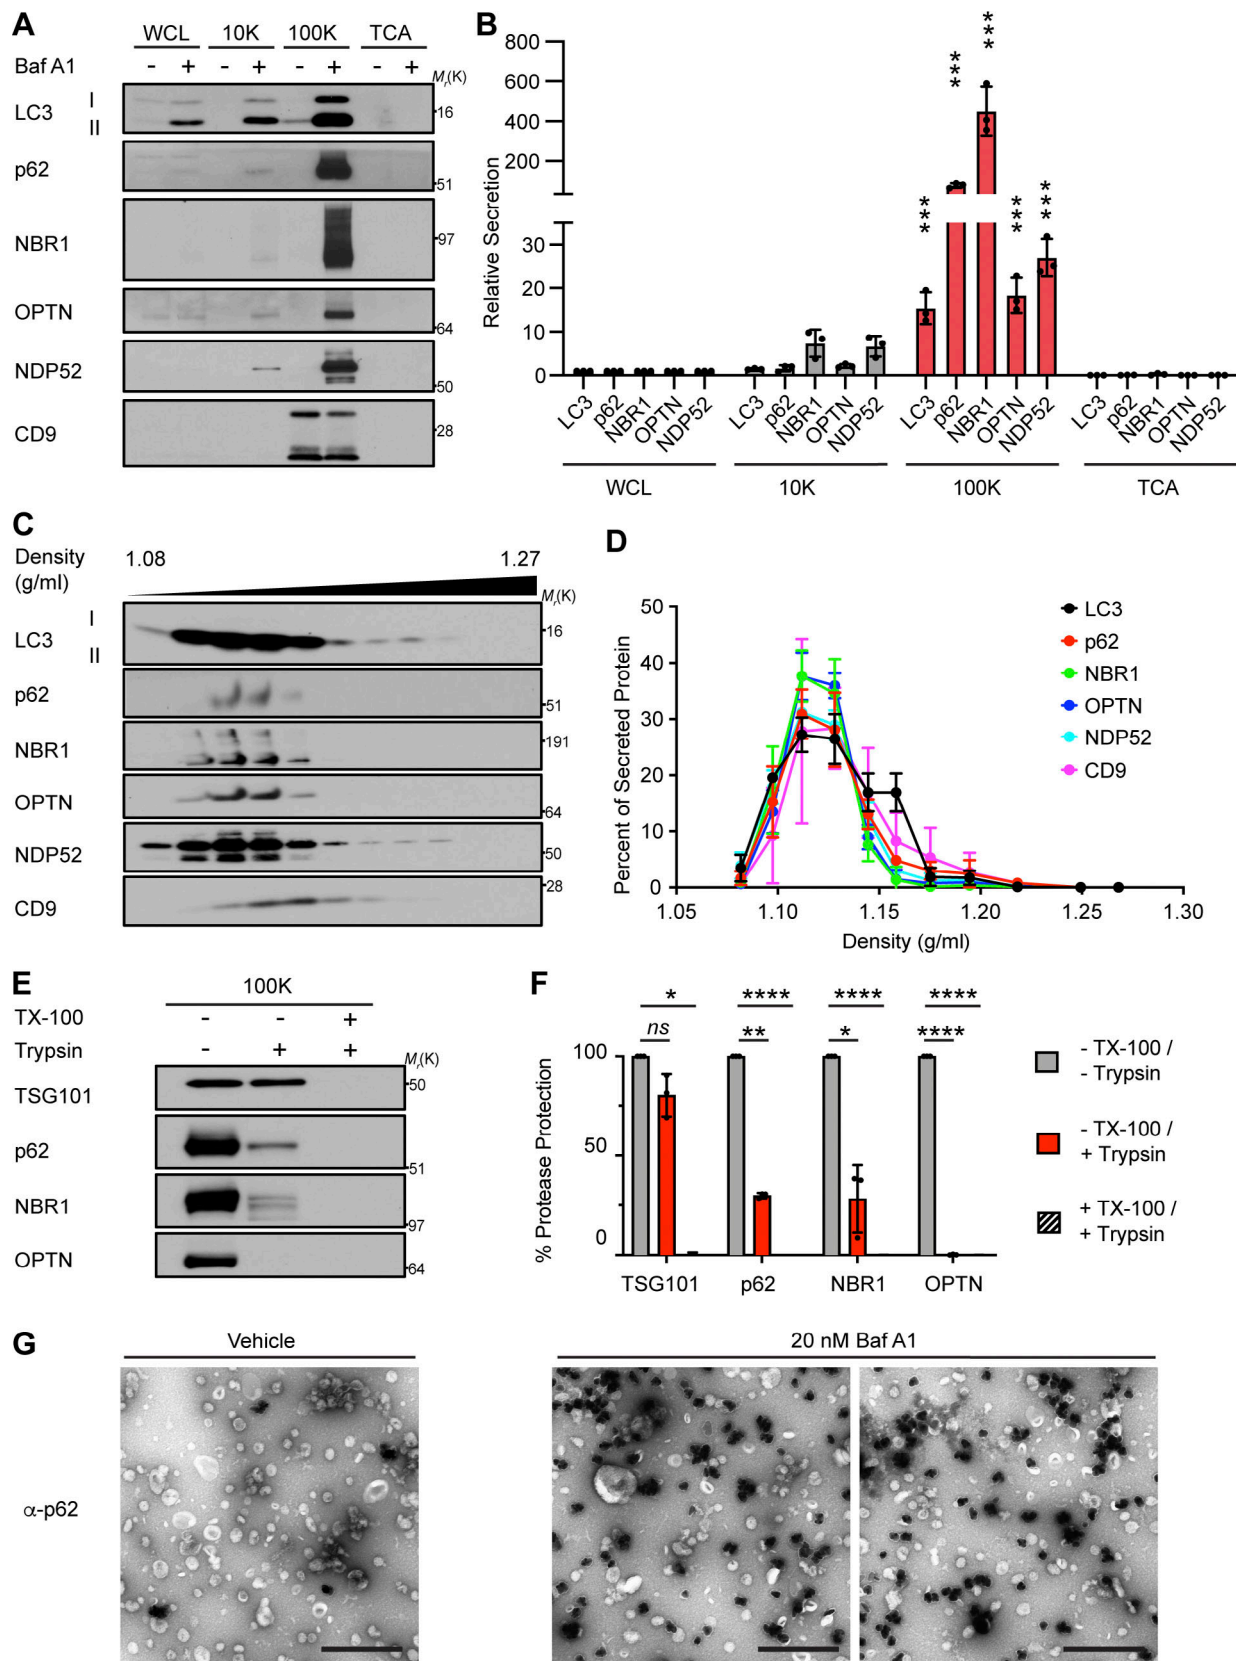 A
WCL 10K 100K TCA
Baf A1 - + - + - + - +
Mr(K)
LC3 I II 16
p62 51
NBR1 97
OPTN 64
NDP52 50
CD9 28
B
Relative Secretion
800
600
400
200
30
20
10
0
*** *** *** *** ***
LC3 p62 NBR1 OPTN NDP52 LC3 p62 NBR1 OPTN NDP52 LC3 p62 NBR1 OPTN NDP52 LC3 p62 NBR1 OPTN NDP52
WCL 10K 100K TCA
C
Density 1.08 1.27
(g/ml)
Mr(K)
LC3 I II 16
p62 51
NBR1 191
OPTN 64
NDP52 50
CD9 28
D
Percent of Secreted Protein
50
40
30
20
10
0
1.05 1.10 1.15 1.20 1.25 1.30
Density (g/ml)
LC3
p62
NBR1
OPTN
NDP52
CD9
E
100K
TX-100 - - +
Trypsin - + +
Mr(K)
TSG101 50
p62 51
NBR1 97
OPTN 64
F
% Protease Protection
100
50
0
* **** **** ****
ns ** * ****
TSG101 p62 NBR1 OPTN
- TX-100 /
- Trypsin
- TX-100 /
+ Trypsin
+ TX-100 /
+ Trypsin
G
Vehicle 20 nM Baf A1
α-p62